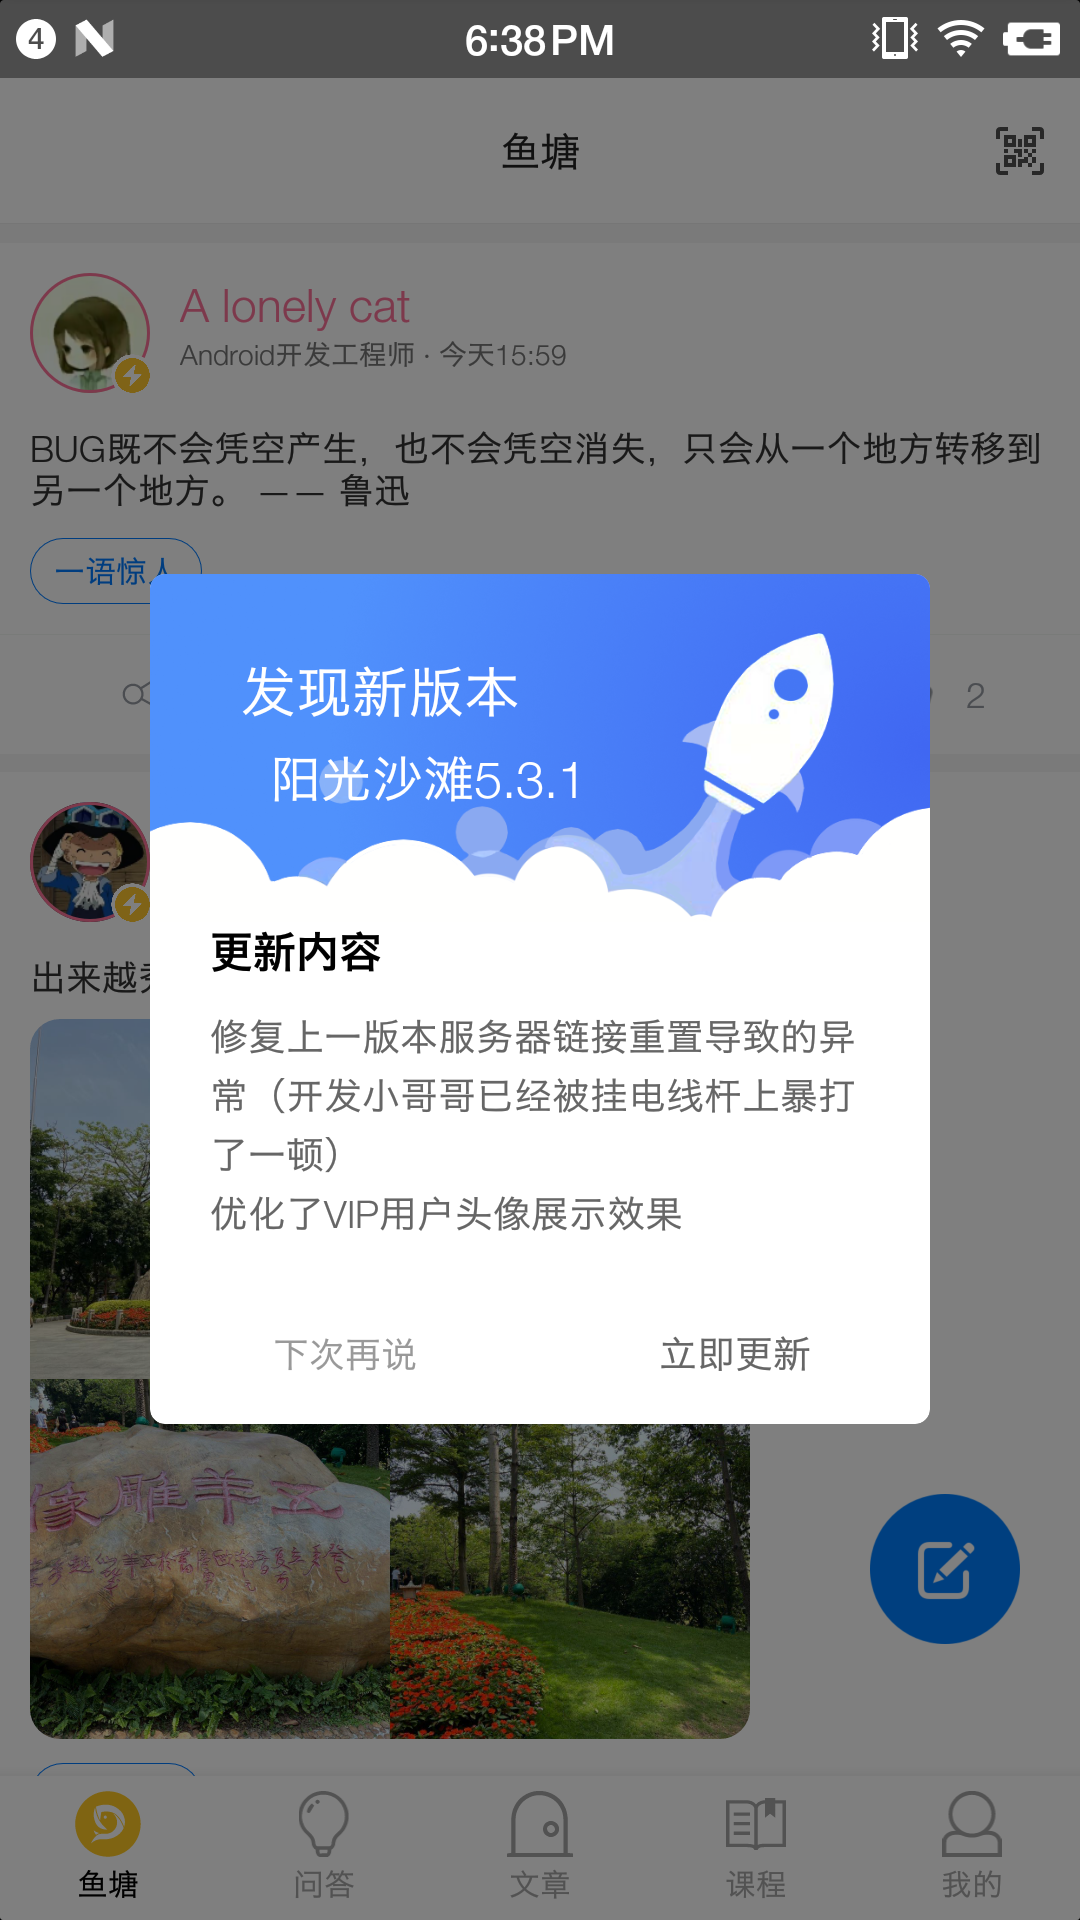 4
6:38 PM
鱼塘
A lonely cat
Android开发工程师 · 今天15:59
BUG既不会凭空产生，也不会凭空消失，只会从一个地方转移到
另一个地方。 —— 鲁迅
一语惊人
2
发现新版本
阳光沙滩5.3.1
出来越
更新内容
修复上一版本服务器链接重置导致的异
常（开发小哥哥已经被挂电线杆上暴打
了一顿）
优化了VIP用户头像展示效果
下次再说
立即更新
像雕羊五
鱼塘
问答
文章
课程
我的